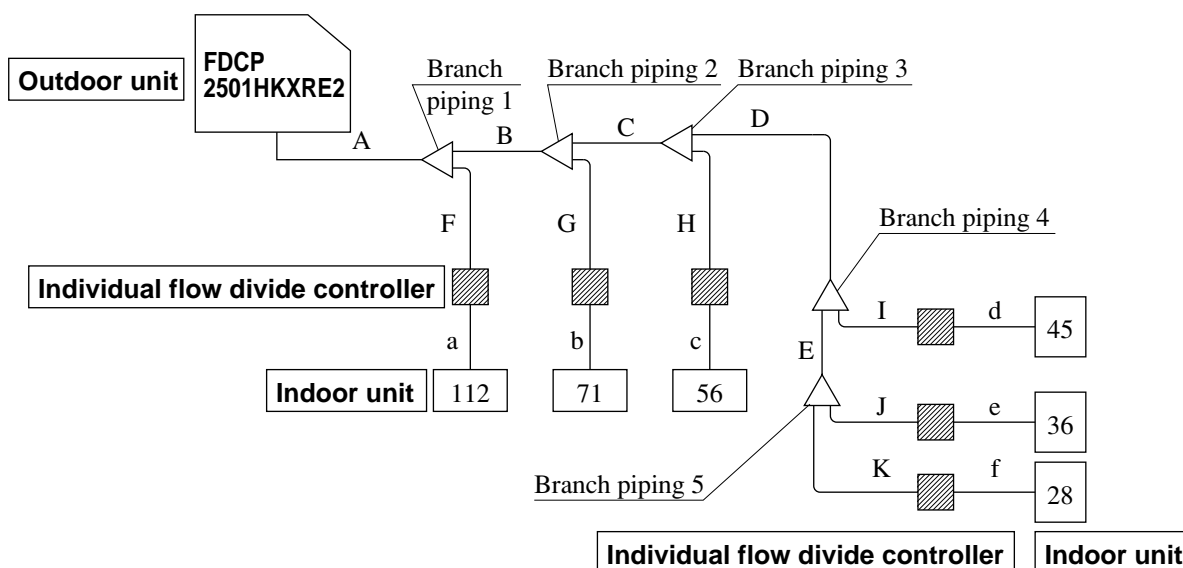 FDCP
2501HKXRE2
Outdoor unit
Branch
piping 1
Branch piping 2
Branch piping 3
A
B
C
D
F
G
H
Branch piping 4
Individual flow divide controller
I
d
45
a
b
c
E
Indoor unit
112
71
56
J
e
36
K
f
28
Branch piping 5
Individual flow divide controller
Indoor unit